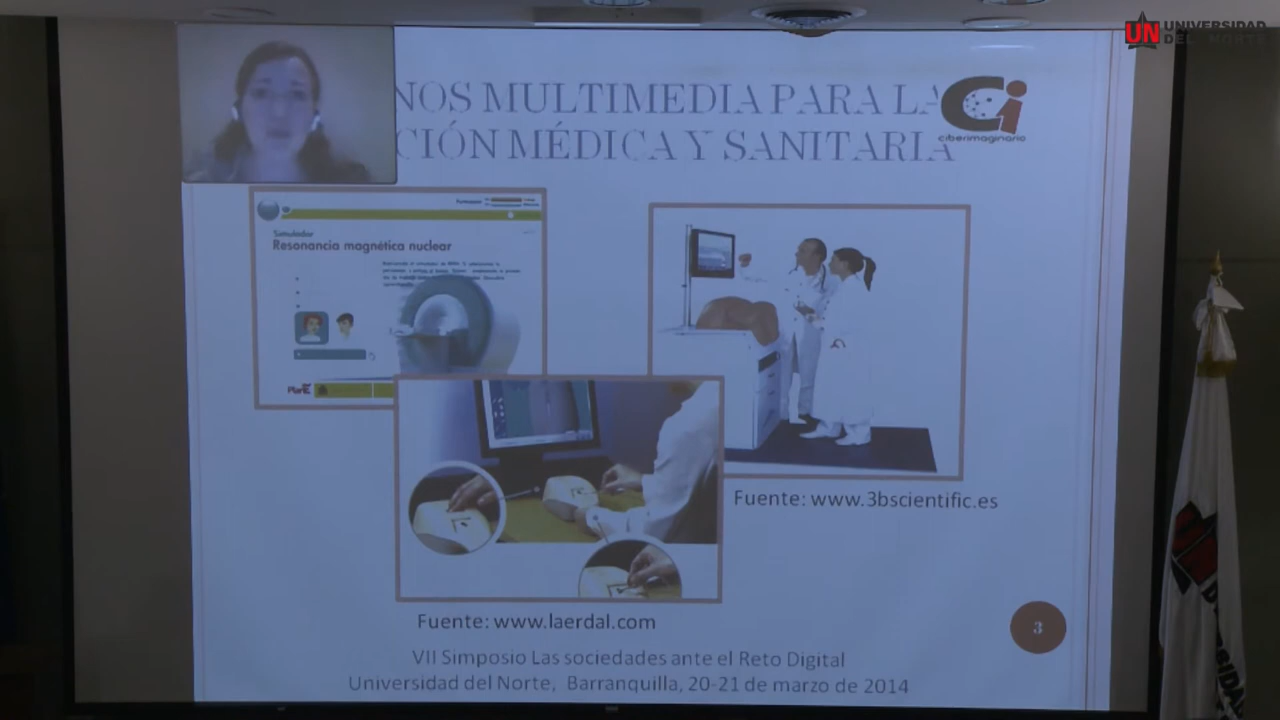 UN UNIVERSIDAD
DEL NORTE
NOS MULTIMEDIA PARA LA
CIÓN MÉDICA Y SANITARIA
Ci
ciberimaginario
Simulador
Resonancia magnética nuclear
Fuente: www.3bscientific.es
Fuente: www.laerdal.com
3
VII Simposio Las sociedades ante el Reto Digital
Universidad del Norte, Barranquilla, 20-21 de marzo de 2014